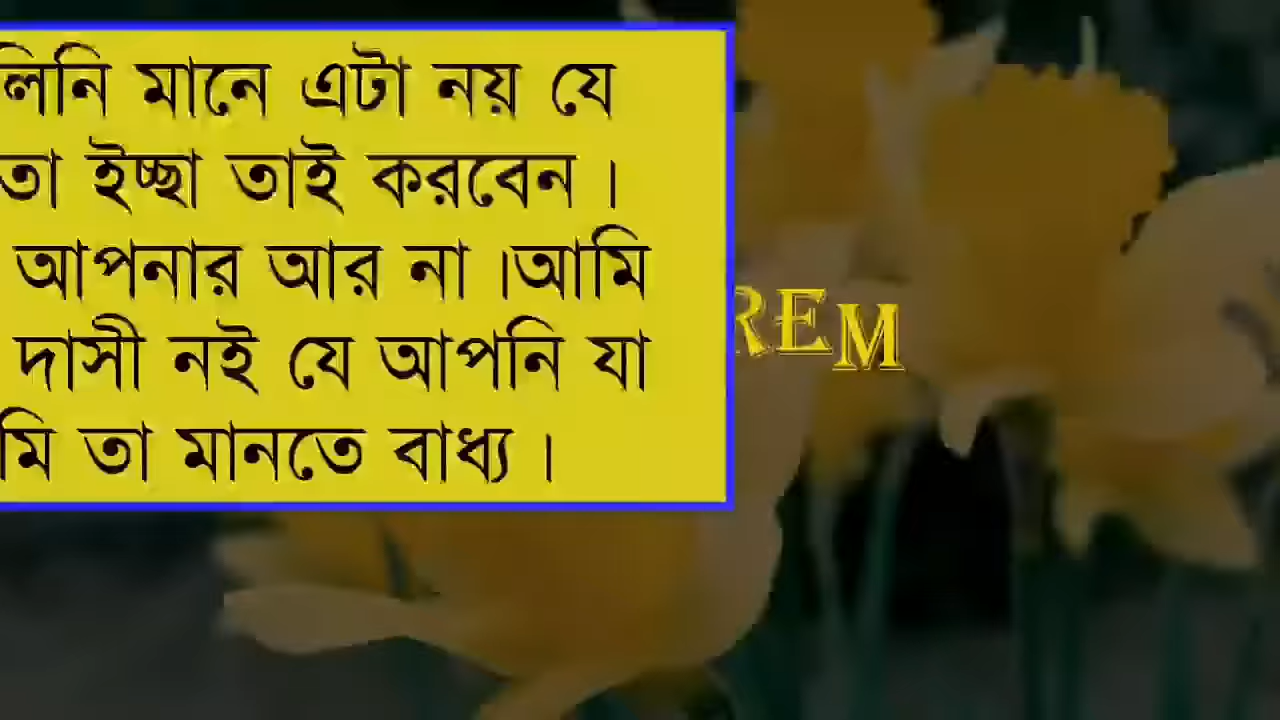 লিনি মানে এটা নয় যে
তা ইচ্ছা তাই করবেন ।
আপনার আর না ।আমি
দাসী নই যে আপনি যা
মি তা মানতে বাধ্য ।
REM